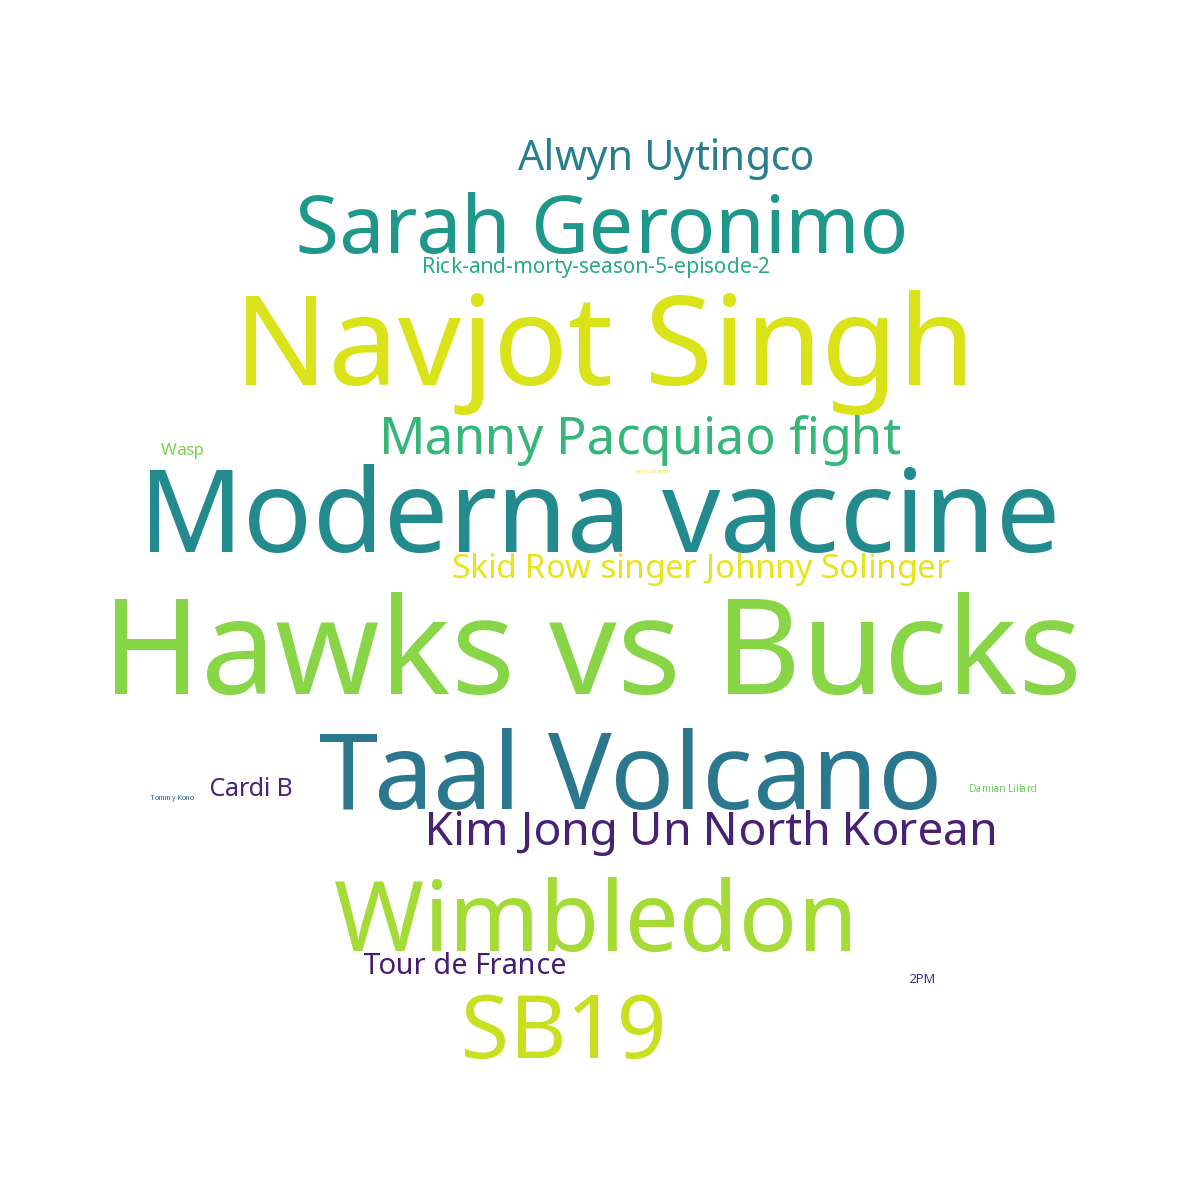 Alwyn Uytingco
Sarah Geronimo
Rick-and-morty-season-5-episode-2
Navjot Singh
Manny Pacquiao fight
Wasp
Moderna vaccine
Skid Row singer Johnny Solinger
Hawks vs Bucks
Taal Volcano
Cardi B
Damian Lillard
Tommy Kono
Kim Jong Un North Korean
Wimbledon
Tour de France
2PM
SB19